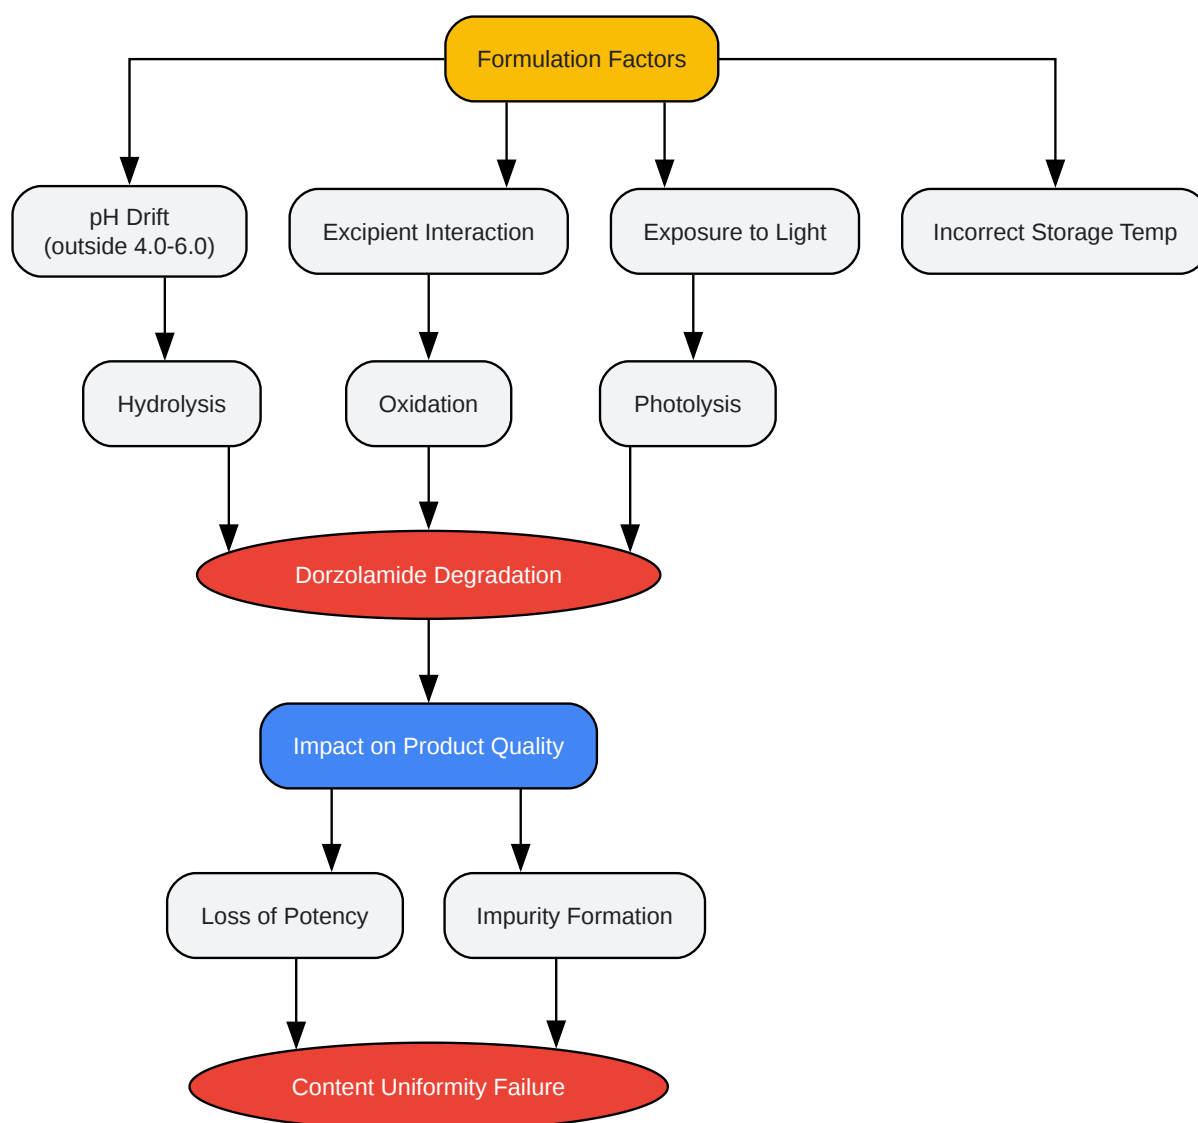 Formulation Factors
pH Drift
(outside 4.0-6.0)
Excipient Interaction
Exposure to Light
Incorrect Storage Temp
Hydrolysis
Oxidation
Photolysis
Dorzolamide Degradation
Impact on Product Quality
Loss of Potency
Impurity Formation
Content Uniformity Failure